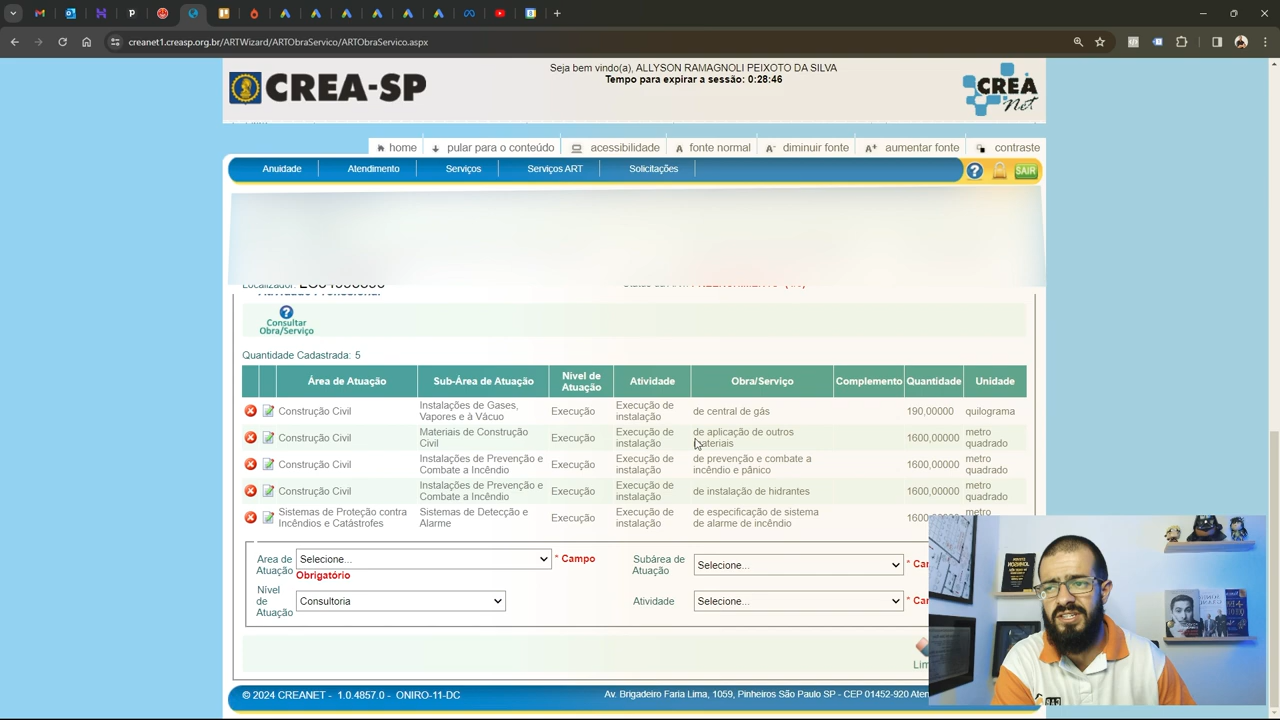 creanet1.creasp.org.br/ARTWizard/ARTObraServico/ARTObraServico.aspx
CREA-SP
Seja bem vindo(a), ALLYSON RAMAGNOLI PEIXOTO DA SILVA
Tempo para expirar a sessão: 0:28:46
CREA
Net
home
pular para o conteúdo
acessibilidade
A fonte normal
A- diminuir fonte
A+ aumentar fonte
contraste
Anuidade
Atendimento
Serviços
Serviços ART
Solicitações
?
SAIR
Localizador:
Atividade Profissional
?
Consultar
Obra/Serviço
Quantidade Cadastrada: 5
Área de Atuação Sub-Área de Atuação Nível de Atuação Atividade Obra/Serviço Complemento Quantidade Unidade
Construção Civil Instalações de Gases, Vapores e à Vácuo Execução Execução de instalação de central de gás 190,00000 quilograma
Construção Civil Materiais de Construção Civil Execução Execução de instalação de aplicação de outros materiais 1600,00000 metro quadrado
Construção Civil Instalações de Prevenção e Combate a Incêndio Execução Execução de instalação de prevenção e combate a incêndio e pânico 1600,00000 metro quadrado
Construção Civil Instalações de Prevenção e Combate a Incêndio Execução Execução de instalação de instalação de hidrantes 1600,00000 metro quadrado
Sistemas de Proteção contra Incêndios e Catástrofes Sistemas de Detecção e Alarme Execução Execução de instalação de especificação de sistema de alarme de incêndio metro
Área de Atuação Selecione... * Campo Obrigatório
Subárea de Atuação Selecione... * Ca
Nível de Atuação Consultoria
Atividade Selecione... * Ca
Lim
© 2024 CREANET - 1.0.4857.0 - ONIRO-11-DC
Av. Brigadeiro Faria Lima, 1059, Pinheiros São Paulo SP - CEP 01452-920 Aten